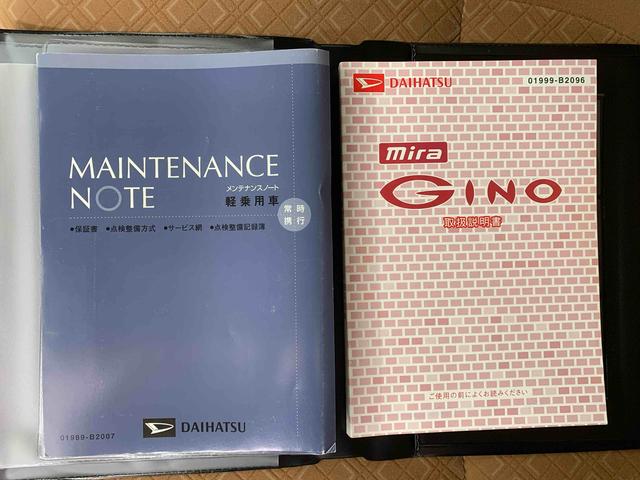 MAINTENANCE
NOTE
メンテナンスノート
軽乗用車
常時
携行
●保証書 ●点検整備方式 ●サービス網 ●点検整備記録簿
01989-B2007
DAIHATSU
DAIHATSU
01999-B2096
mira
GINO
取扱説明書
ご使用の前によくお読みください